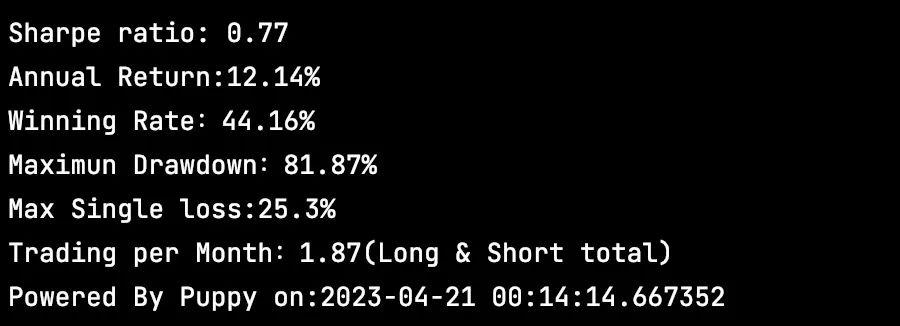 Sharpe ratio: 0.77
Annual Return:12.14%
Winning Rate: 44.16%
Maximun Drawdown: 81.87%
Max Single loss:25.3%
Trading per Month: 1.87(Long & Short total)
Powered By Puppy on:2023-04-21 00:14:14.667352